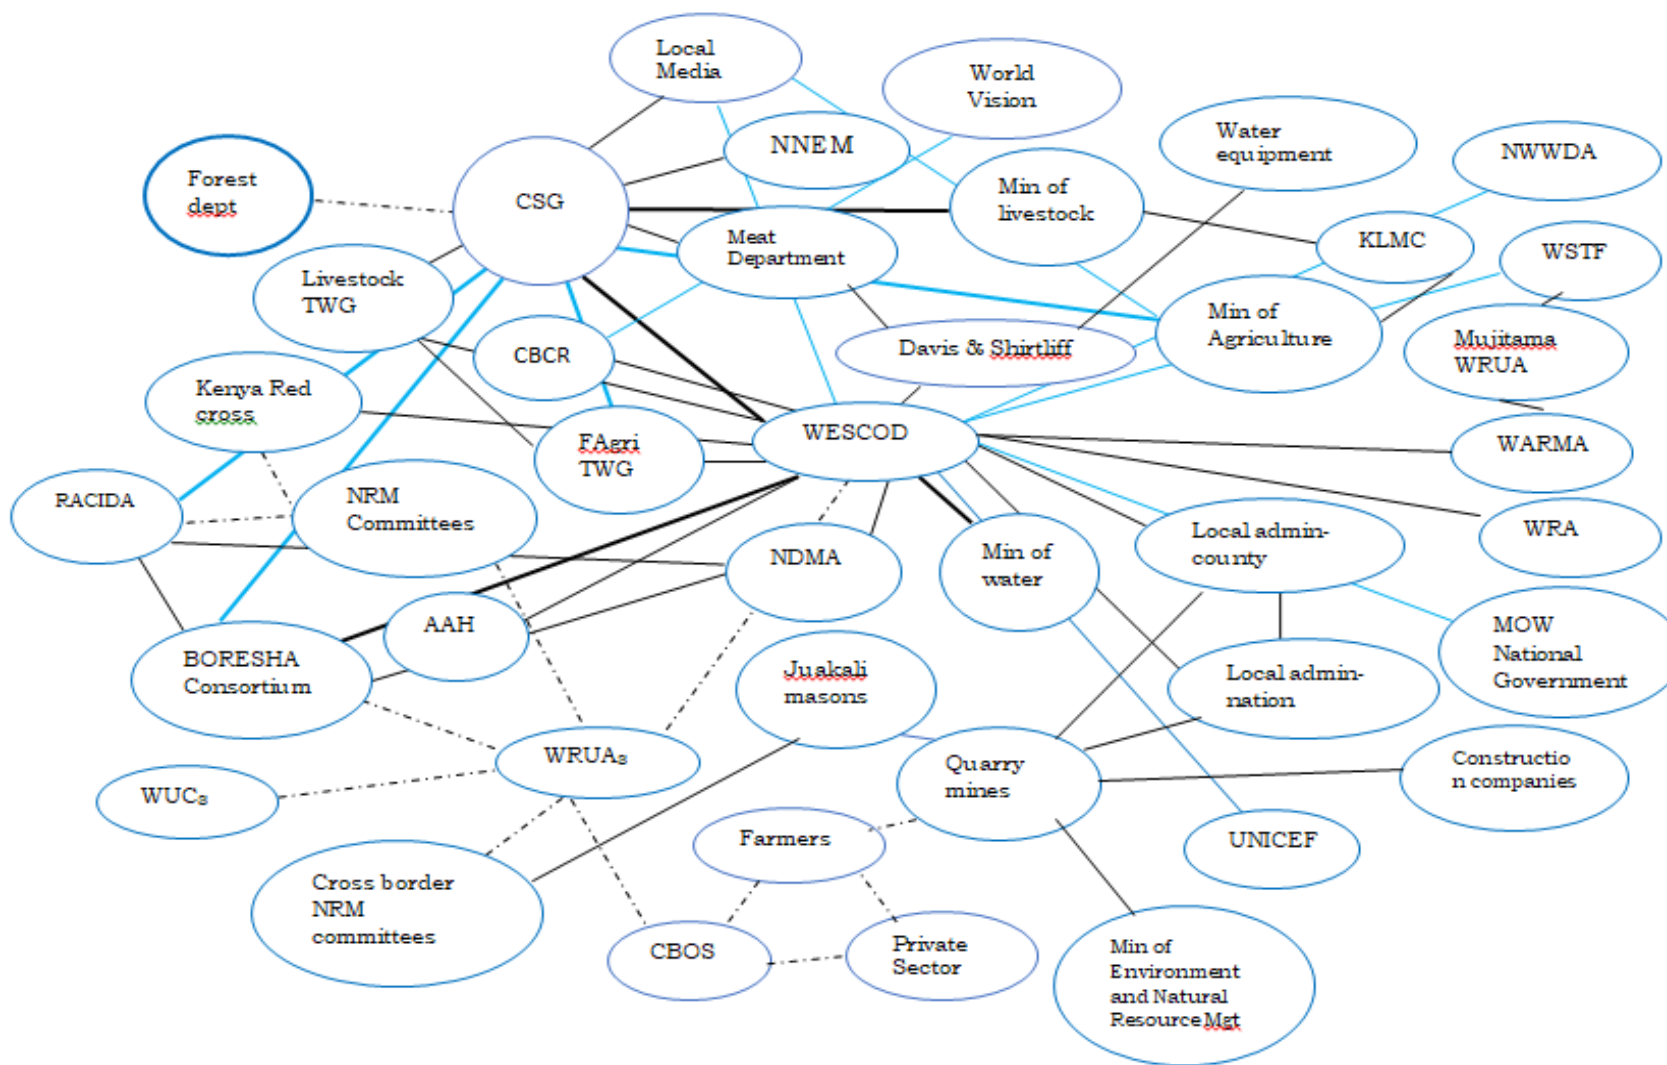 Local
Media
World
Vision
Water
equipment
NNEM
NWWDA
Forest
dept
CSG
Min of
livestock
Meat
Department
KLMC
WSTF
Livestock
TWG
Min of
Agriculture
Mujitama
WRUA
CBCR
Davis & Shirtliff
Kenya Red
cross
FAgri
TWG
WESCOD
WARMA
RACIDA
NRM
Committees
NDMA
Min of
water
Local admin-
county
WRA
AAH
BORESHA
Consortium
Juakali
masons
Local admin-
nation
MOW
National
Government
WRUAs
Quarry
mines
Constructio
n companies
WUCs
Farmers
UNICEF
Cross border
NRM
committees
CBOS
Private
Sector
Min of
Environment
and Natural
Resource Mgt